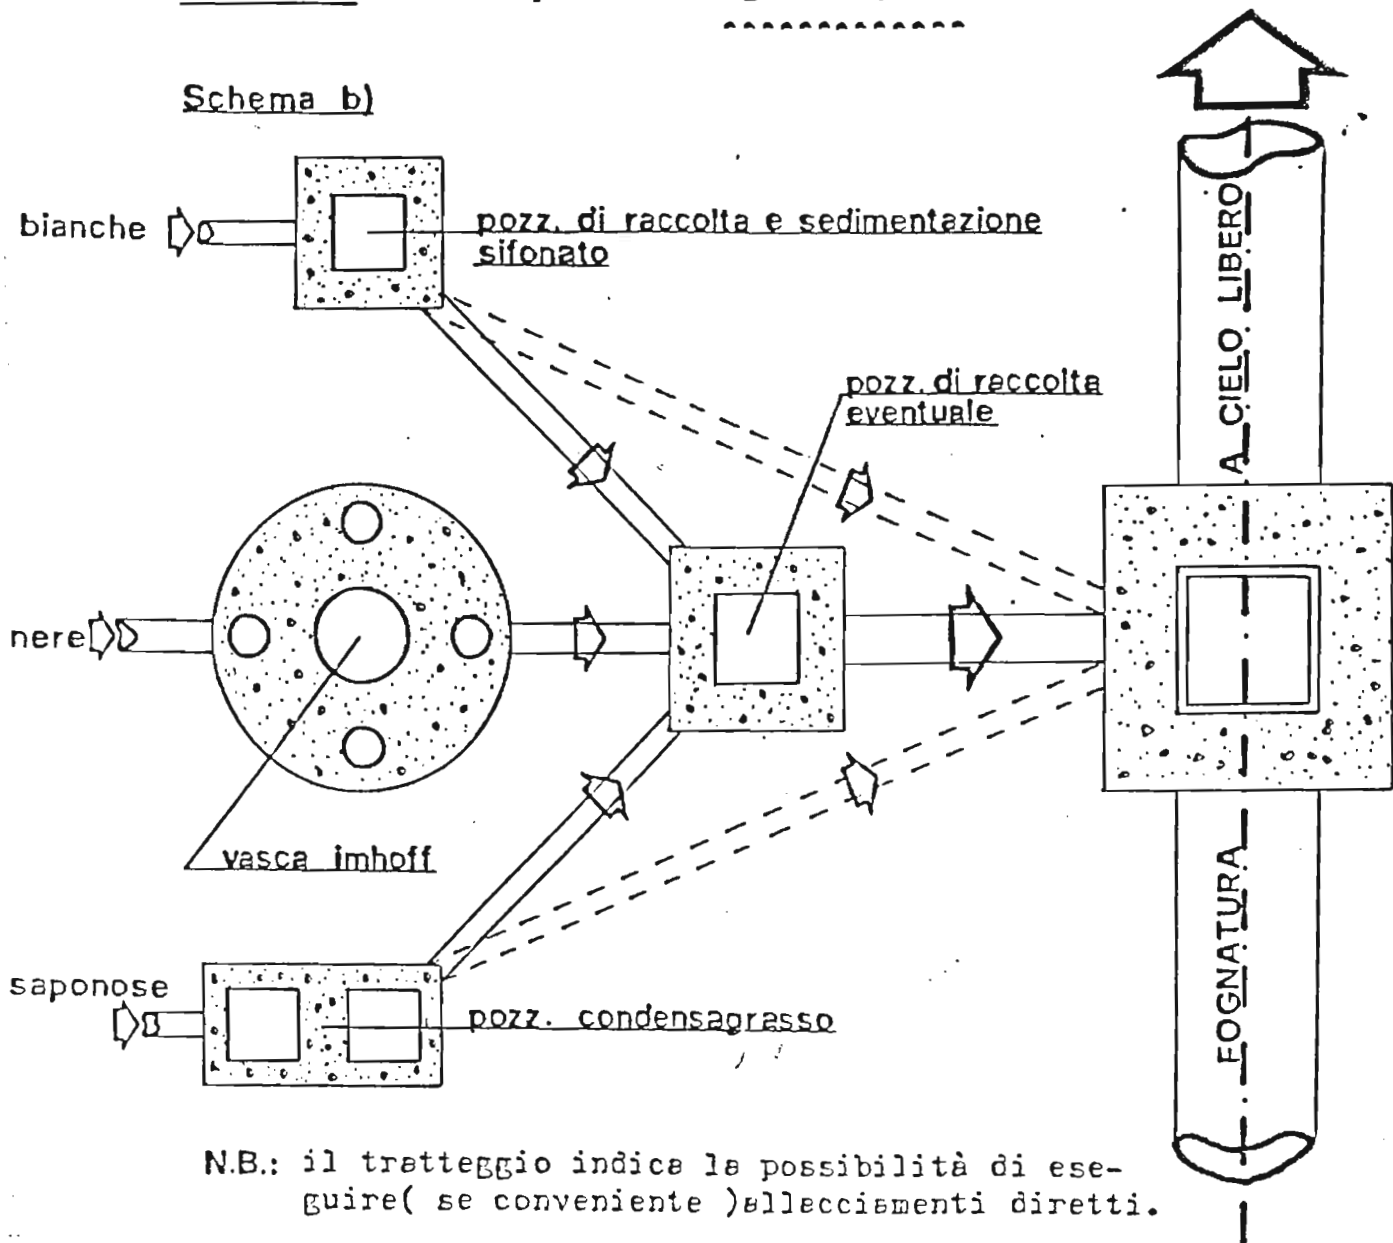 Schema b)
bianche
pozz. di raccolta e sedimentazione
sifonato
pozz. di raccolta
eventuale
nere
vasca imhoff
saponose
pozz. condensagrasso
FOGNATURA A CIELO LIBERO
N.B.: il tratteggio indica la possibilità di ese-
guire( se conveniente )allacciamenti diretti.